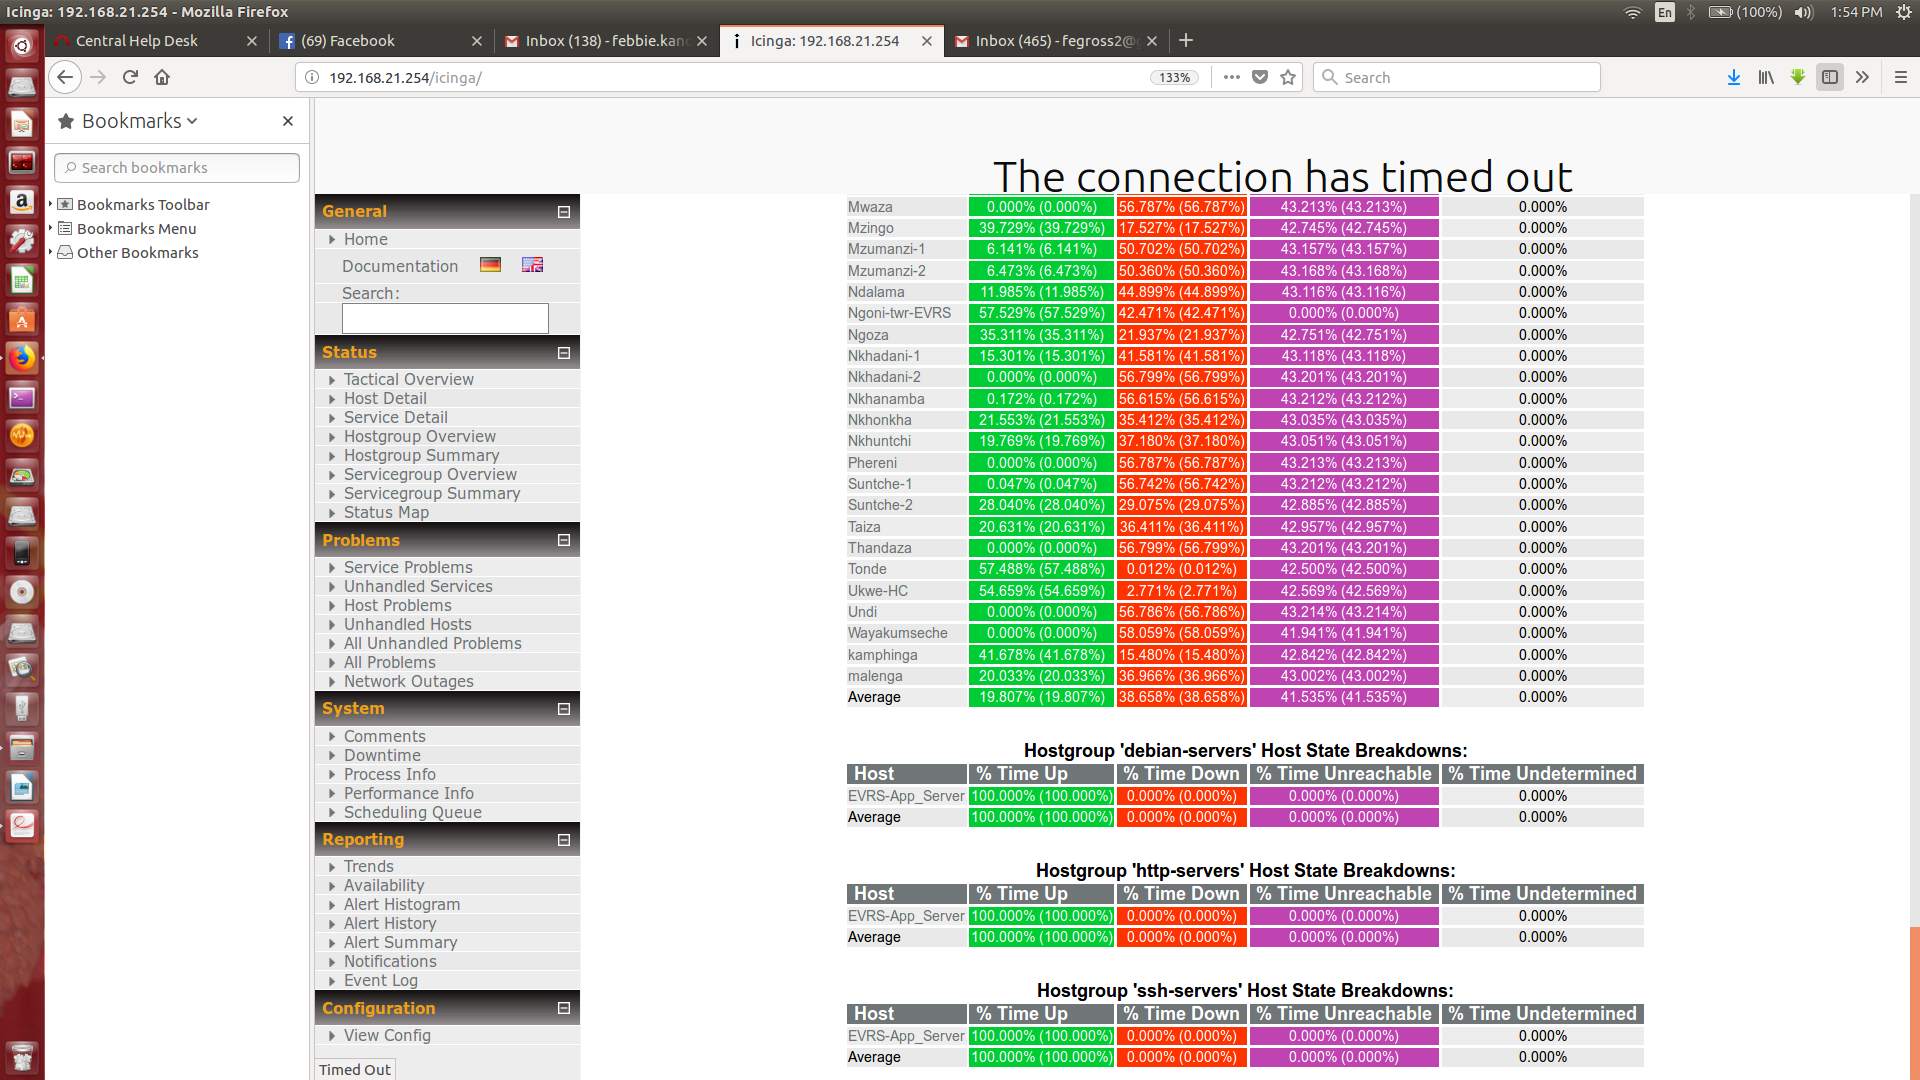 Icinga: 192.168.21.254 - Mozilla Firefox
En (100%) 1:54 PM
Central Help Desk (69) Facebook Inbox (138) - febbie.kan Icinga: 192.168.21.254 Inbox (465) - fegross2@
192.168.21.254/icinga/ 133% Search
Bookmarks
Search bookmarks
Bookmarks Toolbar
Bookmarks Menu
Other Bookmarks
The connection has timed out
General
Home
Documentation
Search:
Status
Tactical Overview
Host Detail
Service Detail
Hostgroup Overview
Hostgroup Summary
Servicegroup Overview
Servicegroup Summary
Status Map
Problems
Service Problems
Unhandled Services
Host Problems
Unhandled Hosts
All Unhandled Problems
All Problems
Network Outages
System
Comments
Downtime
Process Info
Performance Info
Scheduling Queue
Reporting
Trends
Availability
Alert Histogram
Alert History
Alert Summary
Notifications
Event Log
Configuration
View Config
Timed Out
Mwaza 0.000% (0.000%) 56.787% (56.787%) 43.213% (43.213%) 0.000%
Mzingo 39.729% (39.729%) 17.527% (17.527%) 42.745% (42.745%) 0.000%
Mzumanzi-1 6.141% (6.141%) 50.702% (50.702%) 43.157% (43.157%) 0.000%
Mzumanzi-2 6.473% (6.473%) 50.360% (50.360%) 43.168% (43.168%) 0.000%
Ndalama 11.985% (11.985%) 44.899% (44.899%) 43.116% (43.116%) 0.000%
Ngoni-twr-EVRS 57.529% (57.529%) 42.471% (42.471%) 0.000% (0.000%) 0.000%
Ngoza 35.311% (35.311%) 21.937% (21.937%) 42.751% (42.751%) 0.000%
Nkhadani-1 15.301% (15.301%) 41.581% (41.581%) 43.118% (43.118%) 0.000%
Nkhadani-2 0.000% (0.000%) 56.799% (56.799%) 43.201% (43.201%) 0.000%
Nkhanamba 0.172% (0.172%) 56.615% (56.615%) 43.212% (43.212%) 0.000%
Nkhonkha 21.553% (21.553%) 35.412% (35.412%) 43.035% (43.035%) 0.000%
Nkhuntchi 19.769% (19.769%) 37.180% (37.180%) 43.051% (43.051%) 0.000%
Phereni 0.000% (0.000%) 56.787% (56.787%) 43.213% (43.213%) 0.000%
Suntche-1 0.047% (0.047%) 56.742% (56.742%) 43.212% (43.212%) 0.000%
Suntche-2 28.040% (28.040%) 29.075% (29.075%) 42.885% (42.885%) 0.000%
Taiza 20.631% (20.631%) 36.411% (36.411%) 42.957% (42.957%) 0.000%
Thandaza 0.000% (0.000%) 56.799% (56.799%) 43.201% (43.201%) 0.000%
Tonde 57.488% (57.488%) 0.012% (0.012%) 42.500% (42.500%) 0.000%
Ukwe-HC 54.659% (54.659%) 2.771% (2.771%) 42.569% (42.569%) 0.000%
Undi 0.000% (0.000%) 56.786% (56.786%) 43.214% (43.214%) 0.000%
Wayakumseche 0.000% (0.000%) 58.059% (58.059%) 41.941% (41.941%) 0.000%
kamphinga 41.678% (41.678%) 15.480% (15.480%) 42.842% (42.842%) 0.000%
malenga 20.033% (20.033%) 36.966% (36.966%) 43.002% (43.002%) 0.000%
Average 19.807% (19.807%) 38.658% (38.658%) 41.535% (41.535%) 0.000%
Hostgroup 'debian-servers' Host State Breakdowns:
Host % Time Up % Time Down % Time Unreachable % Time Undetermined
EVRS-App_Server 100.000% (100.000%) 0.000% (0.000%) 0.000% (0.000%) 0.000%
Average 100.000% (100.000%) 0.000% (0.000%) 0.000% (0.000%) 0.000%
Hostgroup 'http-servers' Host State Breakdowns:
Host % Time Up % Time Down % Time Unreachable % Time Undetermined
EVRS-App_Server 100.000% (100.000%) 0.000% (0.000%) 0.000% (0.000%) 0.000%
Average 100.000% (100.000%) 0.000% (0.000%) 0.000% (0.000%) 0.000%
Hostgroup 'ssh-servers' Host State Breakdowns:
Host % Time Up % Time Down % Time Unreachable % Time Undetermined
EVRS-App_Server 100.000% (100.000%) 0.000% (0.000%) 0.000% (0.000%) 0.000%
Average 100.000% (100.000%) 0.000% (0.000%) 0.000% (0.000%) 0.000%